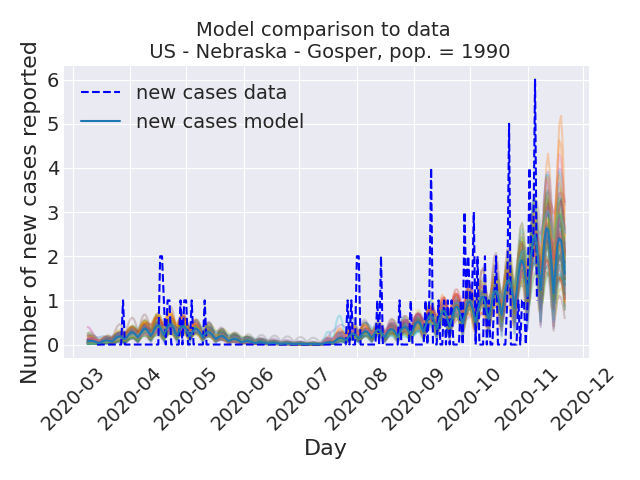 Model comparison to data
US - Nebraska - Gosper, pop. = 1990
Number of new cases reported
6
5
4
3
2
1
0
new cases data
new cases model
2020-03
2020-04
2020-05
2020-06
2020-07
2020-08
2020-09
2020-10
2020-11
2020-12
Day